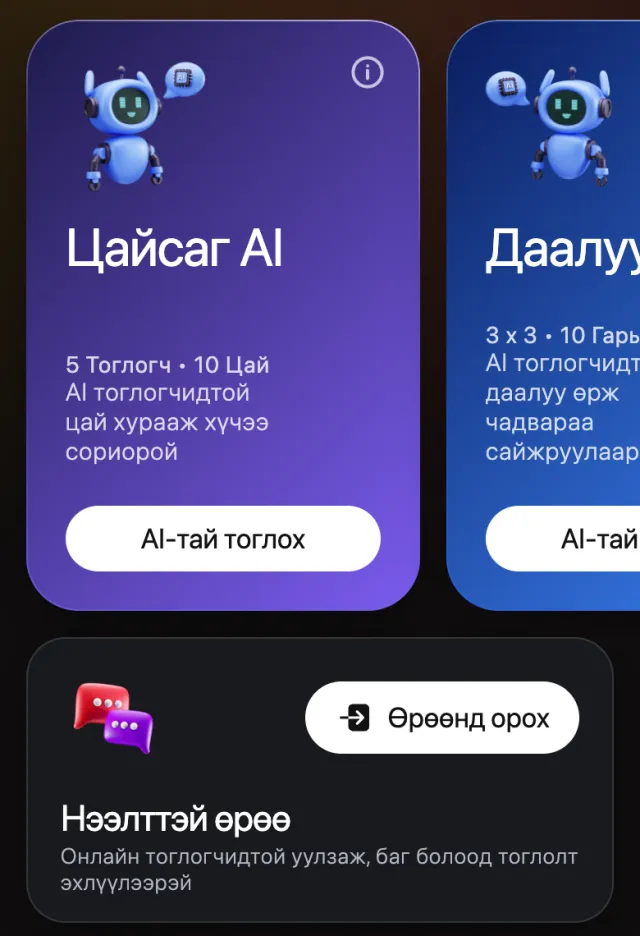 Цайсаг AI
5 Тоглогч • 10 Цай
AI тоглогчидтой
цай хурааж хүчээ
сориорой
AI-тай тоглох
Даалуу
3 x 3 • 10 Гары
AI тоглогчидт
даалуу өрж
чадвараа
сайжруулаар
AI-тай
Өрөөнд орох
Нээлттэй өрөө
Онлайн тоглогчидтой уулзаж, баг болоод тоглолт
эхлүүлээрэй